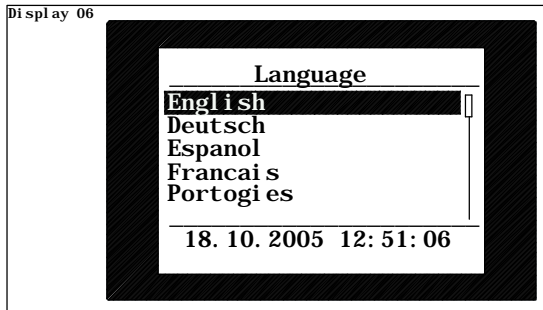 Display 06
Language
English
Deutsch
Espanol
Francais
Portogies
18.10.2005 12:51:06